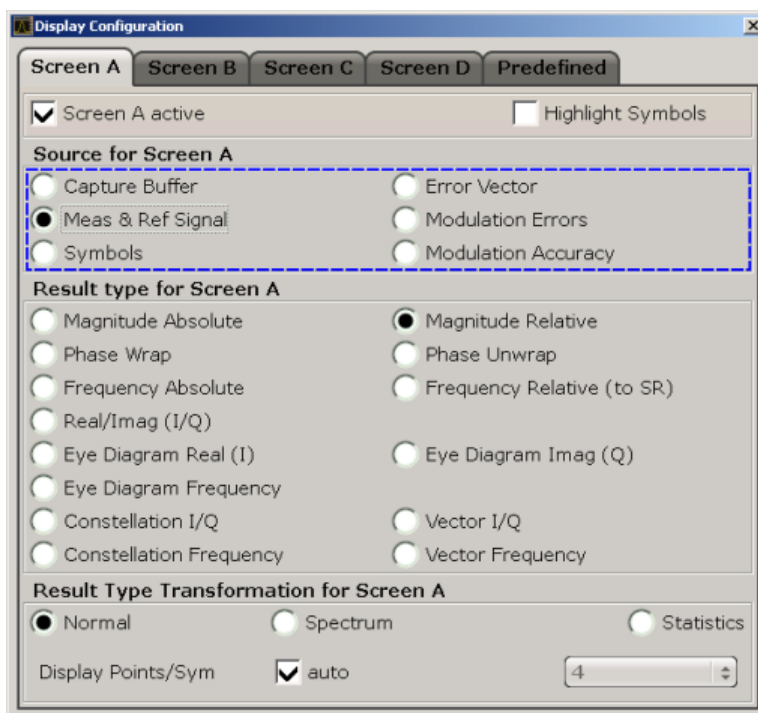 Display Configuration
Screen A Screen B Screen C Screen D Predefined
Screen A active Highlight Symbols
Source for Screen A
Capture Buffer Error Vector
Meas & Ref Signal Modulation Errors
Symbols Modulation Accuracy
Result type for Screen A
Magnitude Absolute Magnitude Relative
Phase Wrap Phase Unwrap
Frequency Absolute Frequency Relative (to SR)
Real/Imag (I/Q)
Eye Diagram Real (I) Eye Diagram Imag (Q)
Eye Diagram Frequency
Constellation I/Q Vector I/Q
Constellation Frequency Vector Frequency
Result Type Transformation for Screen A
Normal Spectrum Statistics
Display Points/Sym auto 4